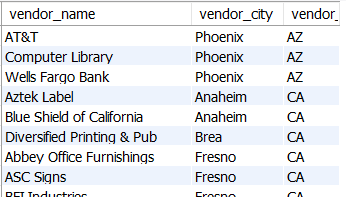 vendor_name vendor_city vendor_
AT&T Phoenix AZ
Computer Library Phoenix AZ
Wells Fargo Bank Phoenix AZ
Aztek Label Anaheim CA
Blue Shield of California Anaheim CA
Diversified Printing & Pub Brea CA
Abbey Office Furnishings Fresno CA
ASC Signs Fresno CA
BFI Industries Fresno CA